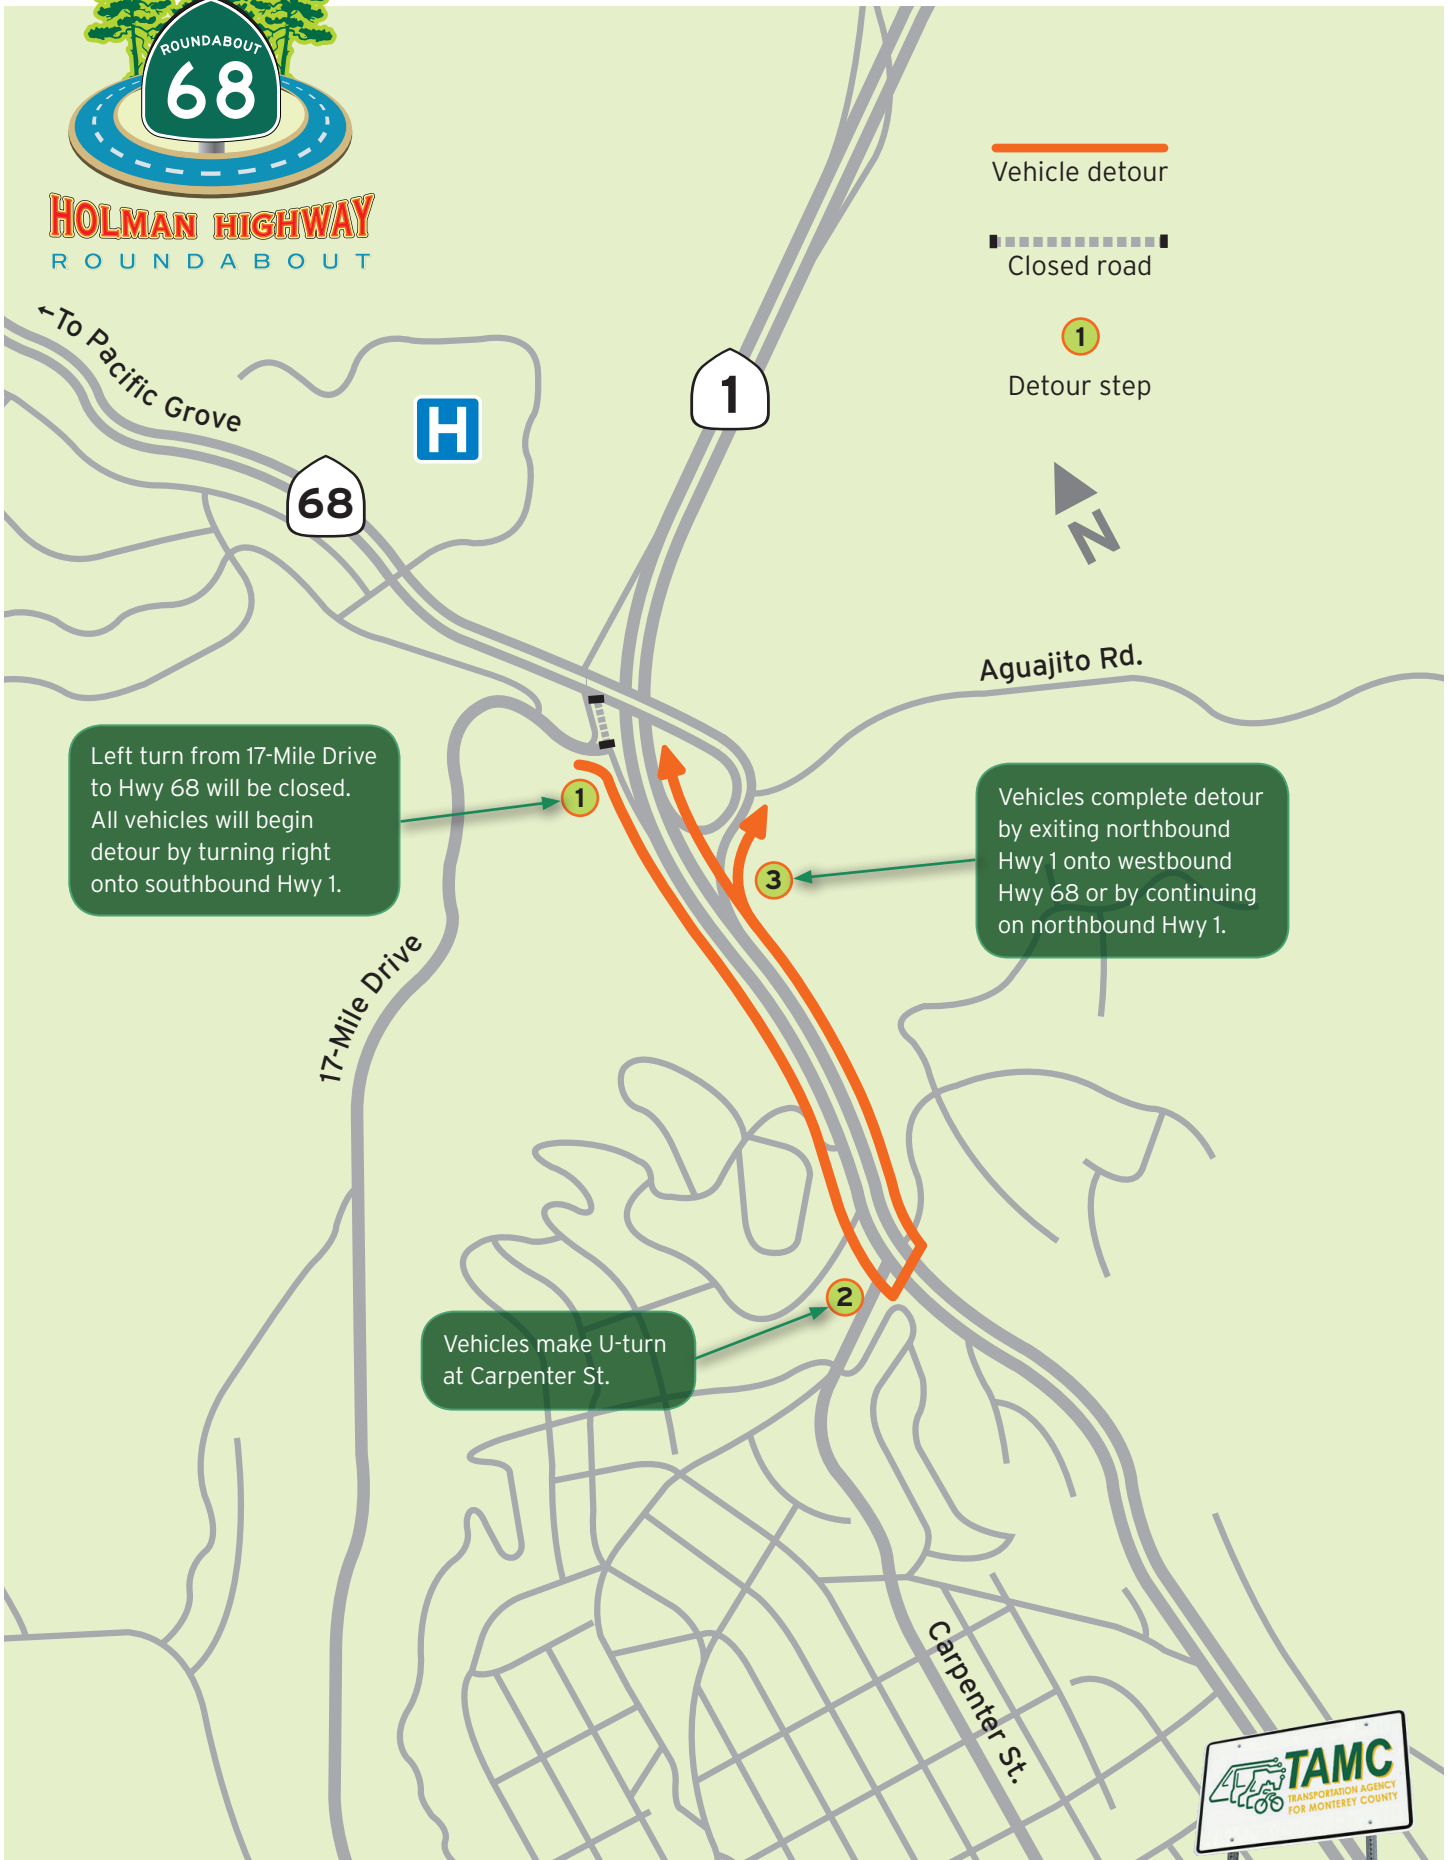 ROUNDABOUT
68
HOLMAN HIGHWAY
ROUNDABOUT
Vehicle detour
Closed road
1
Detour step
N
←To Pacific Grove
H
1
68
Aguajito Rd.
Left turn from 17-Mile Drive
to Hwy 68 will be closed.
All vehicles will begin
detour by turning right
onto southbound Hwy 1.
1
Vehicles complete detour
by exiting northbound
Hwy 1 onto westbound
Hwy 68 or by continuing
on northbound Hwy 1.
3
17-Mile Drive
2
Vehicles make U-turn
at Carpenter St.
Carpenter St.
TAMC
TRANSPORTATION AGENCY
FOR MONTEREY COUNTY